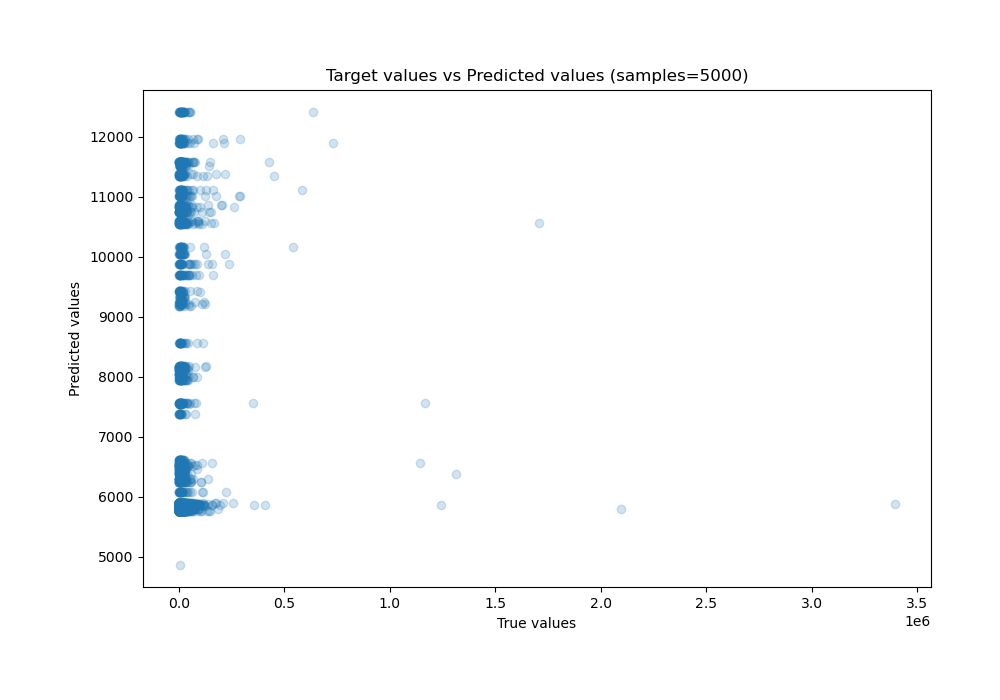 Target values vs Predicted values (samples=5000)
12000
11000
10000
9000
8000
7000
6000
5000
Predicted values
0.0 0.5 1.0 1.5 2.0 2.5 3.0 3.5
1e6
True values